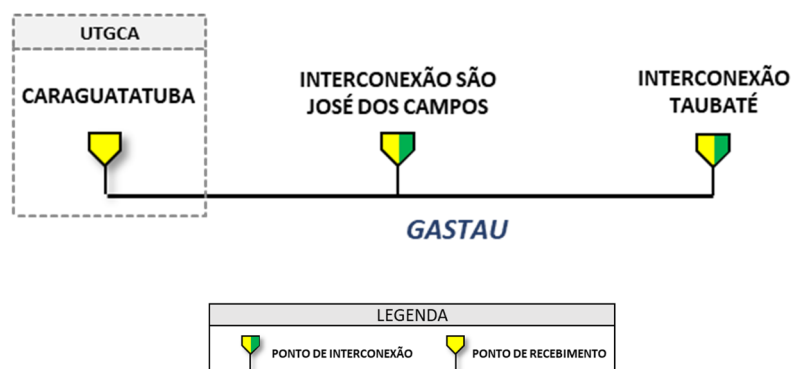 UTGCA
CARAGUATATUBA
INTERCONEXÃO SÃO
JOSÉ DOS CAMPOS
INTERCONEXÃO
TAUBATÉ
GASTAU
LEGENDA
PONTO DE INTERCONEXÃO
PONTO DE RECEBIMENTO